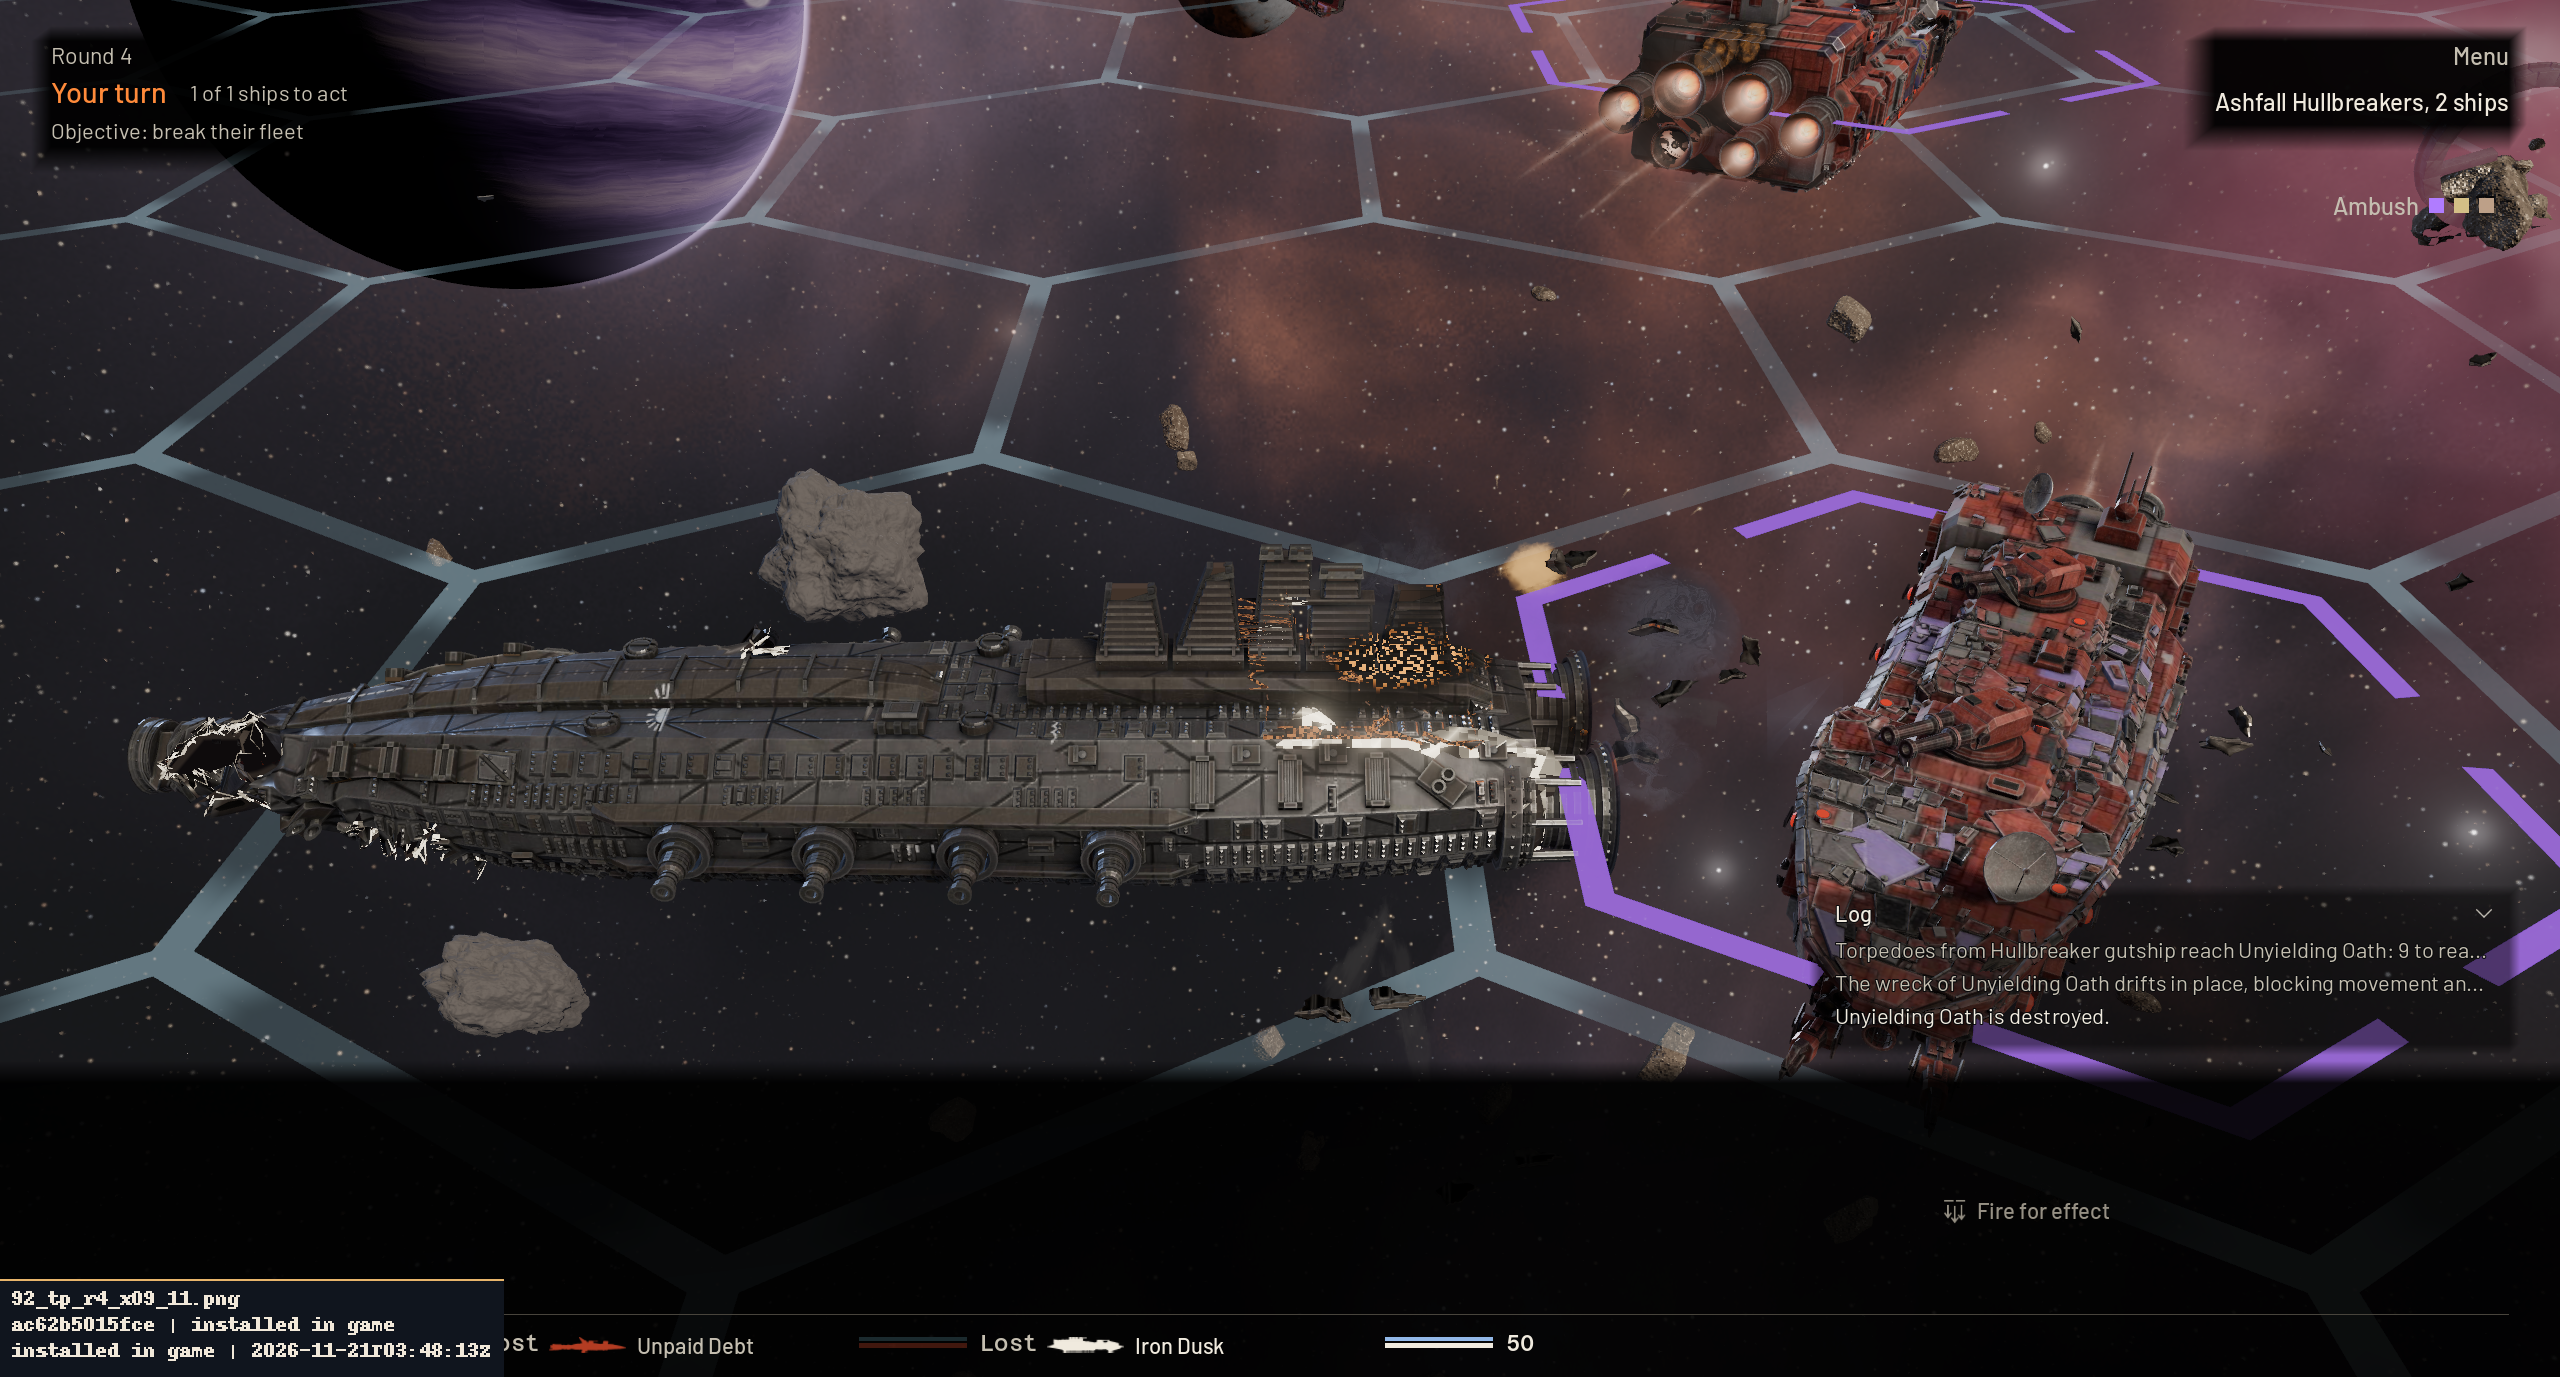 Round 4
Your turn 1 of 1 ships to act
Objective: break their fleet
Menu
Ashfall Hullbreakers, 2 ships
Ambush
Log
Torpedoes from Hullbreaker gutship reach Unyielding Oath: 9 to rea...
The wreck of Unyielding Oath drifts in place, blocking movement an...
Unyielding Oath is destroyed.
Fire for effect
92_tp_r4_x09_11.png
ac62b5015fce | installed in game
installed in game | 2026-11-21T03:48:13Z
Unpaid Debt Lost Iron Dusk 50